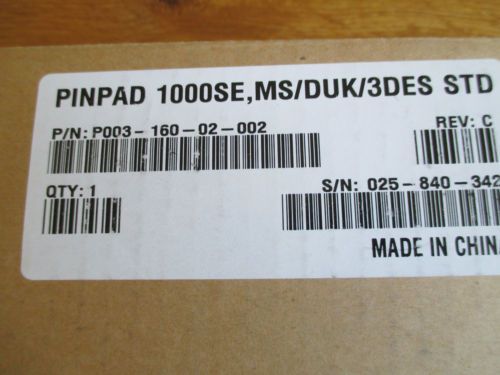 PINPAD 1000SE,MS/DUK/3DES STD
P/N: P003-160-02-002
REV: C
QTY: 1
S/N: 025-840-342
MADE IN CHINA